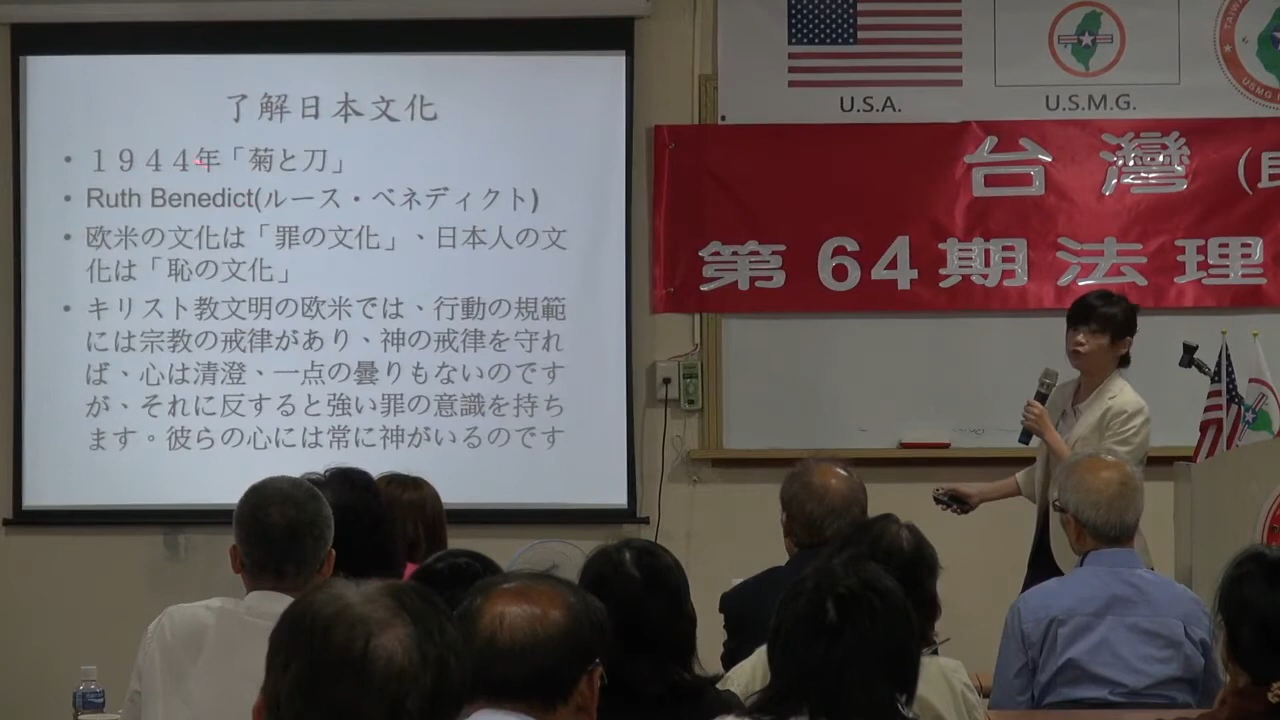 了解日本文化
• １９４４年「菊と刀」
• Ruth Benedict(ルース・ベネディクト)
• 欧米の文化は「罪の文化」、日本人の文
化は「恥の文化」
• キリスト教文明の欧米では、行動の規範
には宗教の戒律があり、神の戒律を守れ
ば、心は清澄、一点の曇りもないのです
が、それに反すると強い罪の意識を持ち
ます。彼らの心には常に神がいるのです
U.S.A.
U.S.M.G.
台灣(
第64期法理